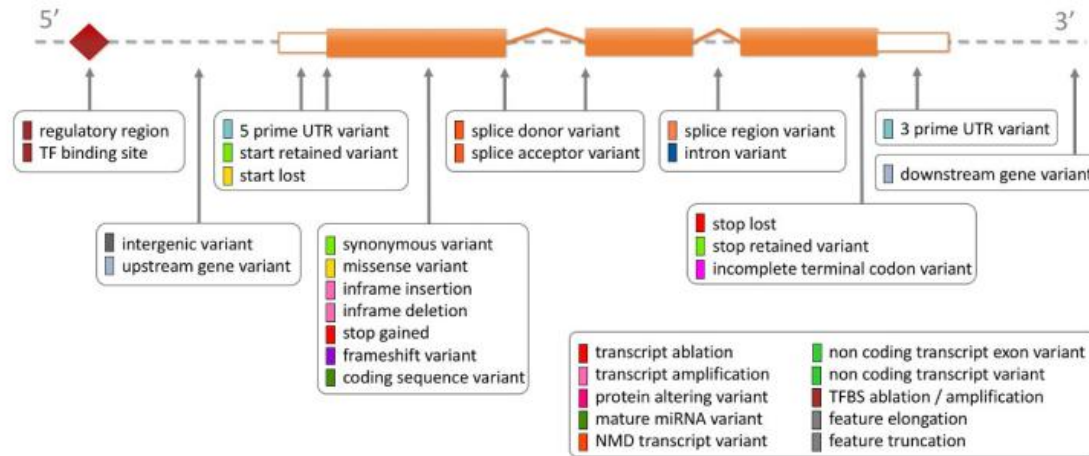 5’
3’
regulatory region
TF binding site
5 prime UTR variant
start retained variant
start lost
splice donor variant
splice acceptor variant
splice region variant
intron variant
3 prime UTR variant
downstream gene variant
intergenic variant
upstream gene variant
synonymous variant
missense variant
inframe insertion
inframe deletion
stop gained
frameshift variant
coding sequence variant
stop lost
stop retained variant
incomplete terminal codon variant
transcript ablation
transcript amplification
protein altering variant
mature miRNA variant
NMD transcript variant
non coding transcript exon variant
non coding transcript variant
TFBS ablation / amplification
feature elongation
feature truncation